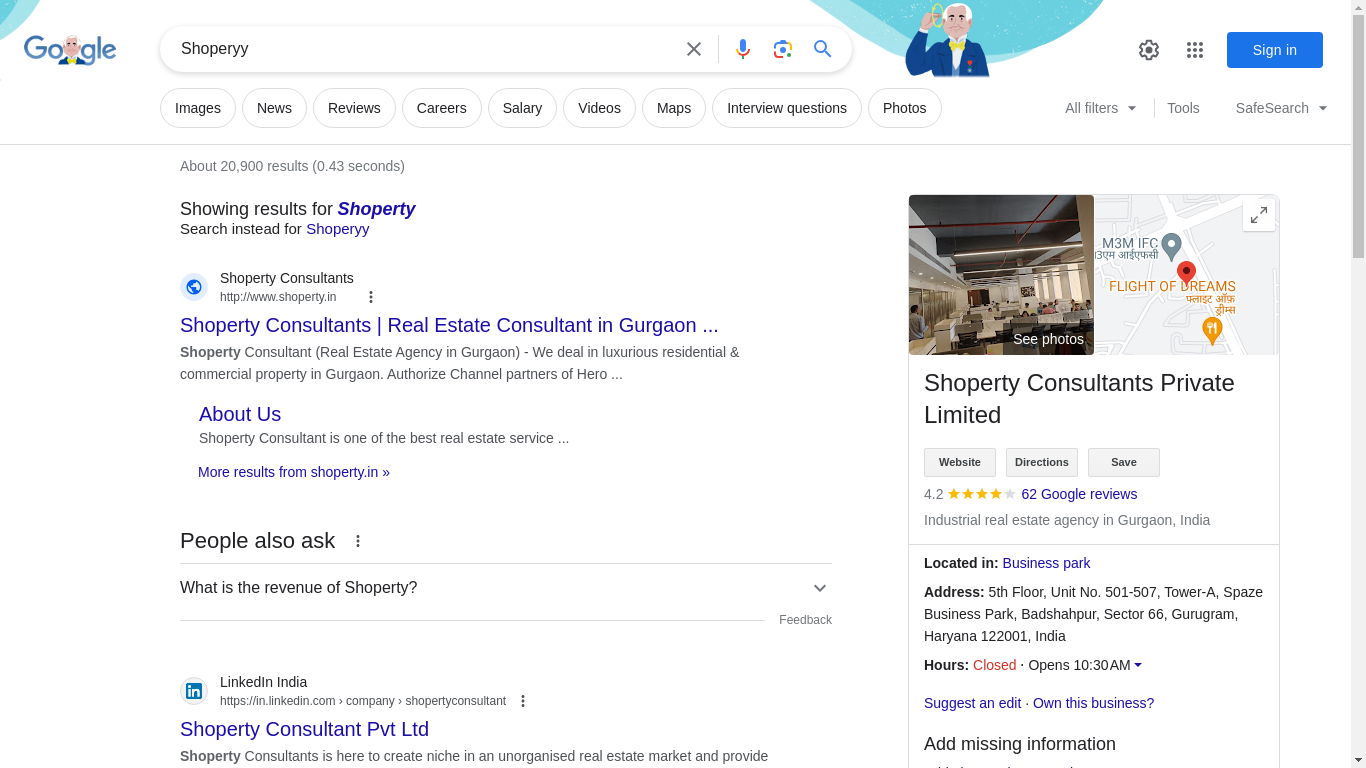 Google
Shoperyy
Sign in
Images
News
Reviews
Careers
Salary
Videos
Maps
Interview questions
Photos
All filters
Tools
SafeSearch
About 20,900 results (0.43 seconds)
Showing results for Shoperty
Search instead for Shoperyy
Shoperty Consultants
http://www.shoperty.in
Shoperty Consultants | Real Estate Consultant in Gurgaon ...
Shoperty Consultant (Real Estate Agency in Gurgaon) - We deal in luxurious residential &
commercial property in Gurgaon. Authorize Channel partners of Hero ...
About Us
Shoperty Consultant is one of the best real estate service ...
More results from shoperty.in »
People also ask
What is the revenue of Shoperty?
Feedback
LinkedIn India
https://in.linkedin.com › company › shopertyconsultant
Shoperty Consultant Pvt Ltd
Shoperty Consultants is here to create niche in an unorganised real estate market and provide
See photos
M3M IFC
आईएफसी
FLIGHT OF DREAMS
फ्लाइट ऑफ़
ड्रीम्स
Shoperty Consultants Private
Limited
Website
Directions
Save
4.2 62 Google reviews
Industrial real estate agency in Gurgaon, India
Located in: Business park
Address: 5th Floor, Unit No. 501-507, Tower-A, Spaze
Business Park, Badshahpur, Sector 66, Gurugram,
Haryana 122001, India
Hours: Closed ⋅ Opens 10:30 AM
Suggest an edit · Own this business?
Add missing information